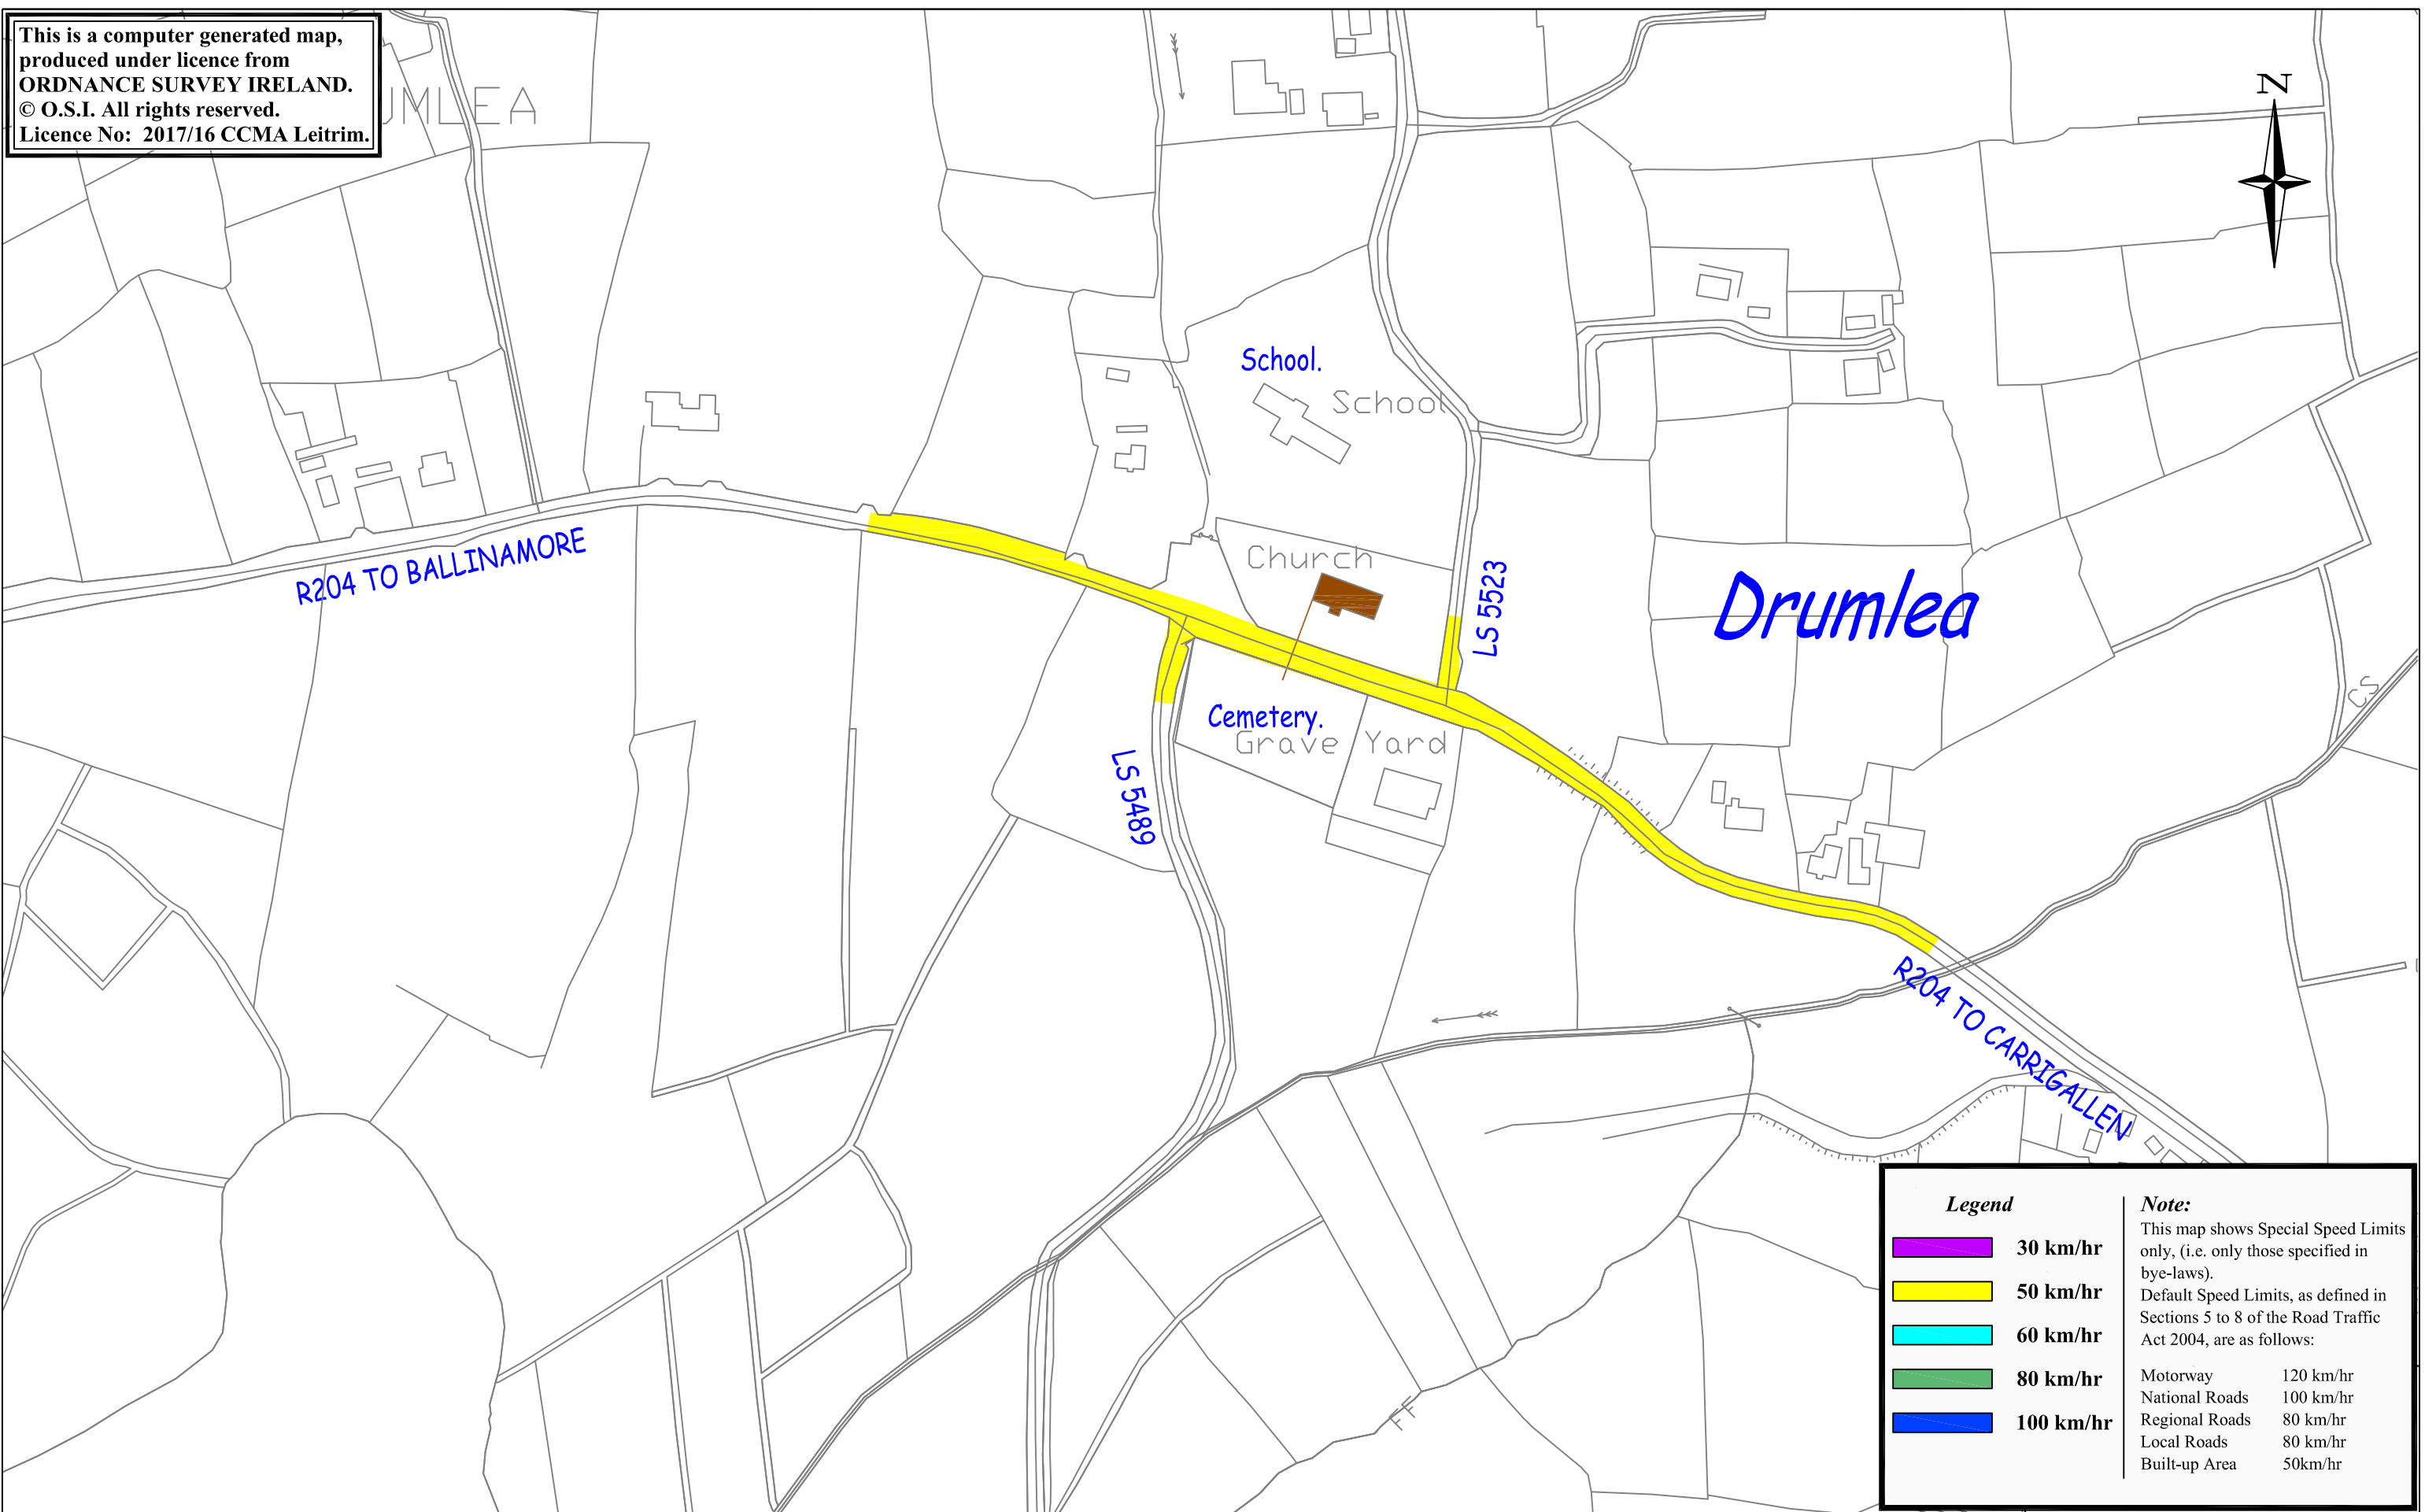 This is a computer generated map,
produced under licence from
ORDNANCE SURVEY IRELAND.
© O.S.I. All rights reserved.
Licence No: 2017/16 CCMA Leitrim.
UMLEA
N
School.
School
Church
R204 TO BALLINAMORE
LS 5523
Drumlea
Cemetery.
Grave Yard
LS 5489
CS
R204 TO CARRIGALLEN
FF
Legend
30 km/hr
50 km/hr
60 km/hr
80 km/hr
100 km/hr
Note:
This map shows Special Speed Limits
only, (i.e. only those specified in
bye-laws).
Default Speed Limits, as defined in
Sections 5 to 8 of the Road Traffic
Act 2004, are as follows:
Motorway 120 km/hr
National Roads 100 km/hr
Regional Roads 80 km/hr
Local Roads 80 km/hr
Built-up Area 50km/hr